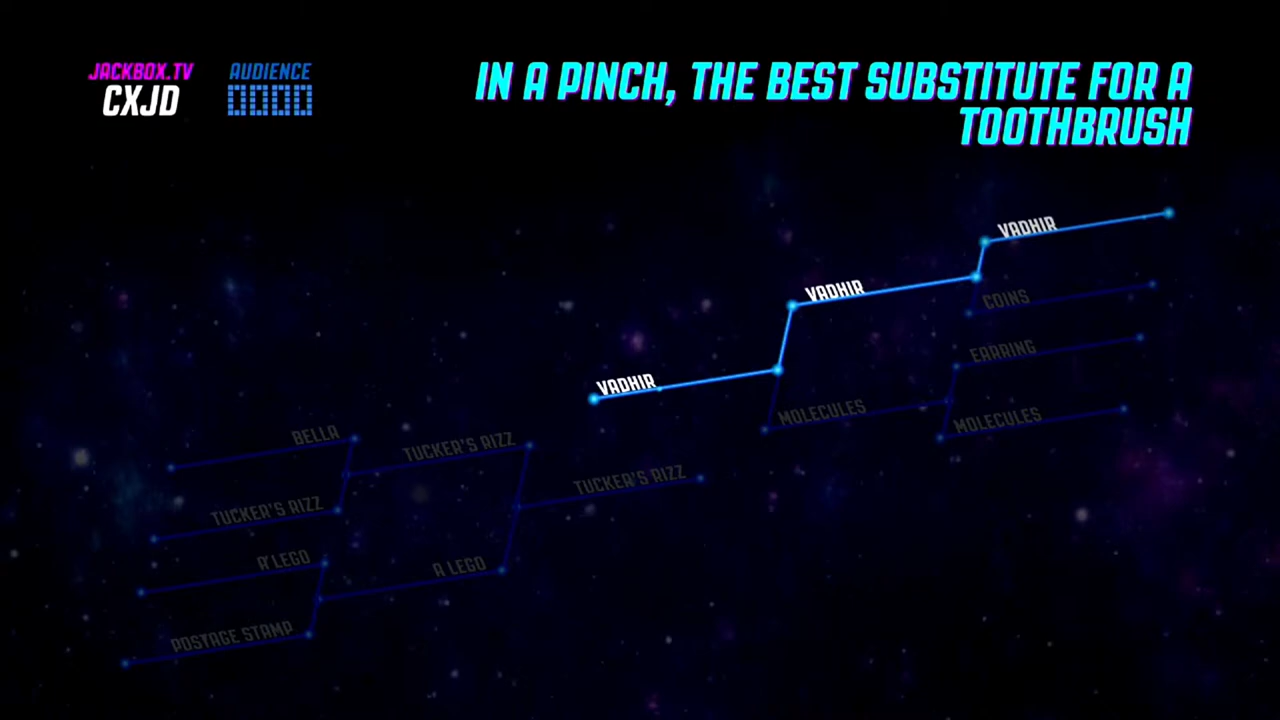 JACKBOX.TV
CXJD
AUDIENCE
0000
IN A PINCH, THE BEST SUBSTITUTE FOR A
TOOTHBRUSH
VADHIR
VADHIR
COINS
EARRING
VADHIR
MOLECULES
MOLECULES
BELLA
TUCKER'S RIZZ
TUCKER'S RIZZ
TUCKER'S RIZZ
A LEGO
A LEGO
POSTAGE STAMP